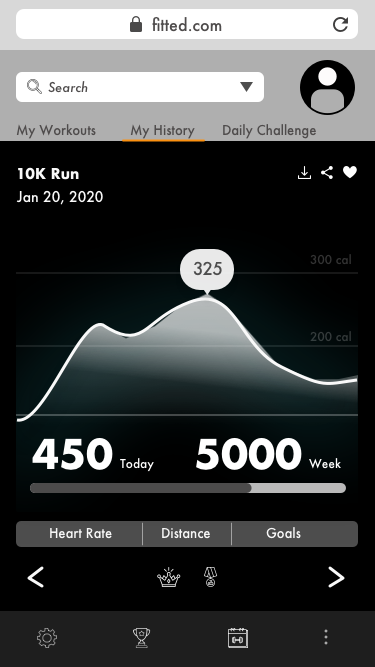 fitted.com
Search
My Workouts My History Daily Challenge
10K Run
Jan 20, 2020
300 cal
325
200 cal
450 Today 5000 Week
Heart Rate Distance Goals